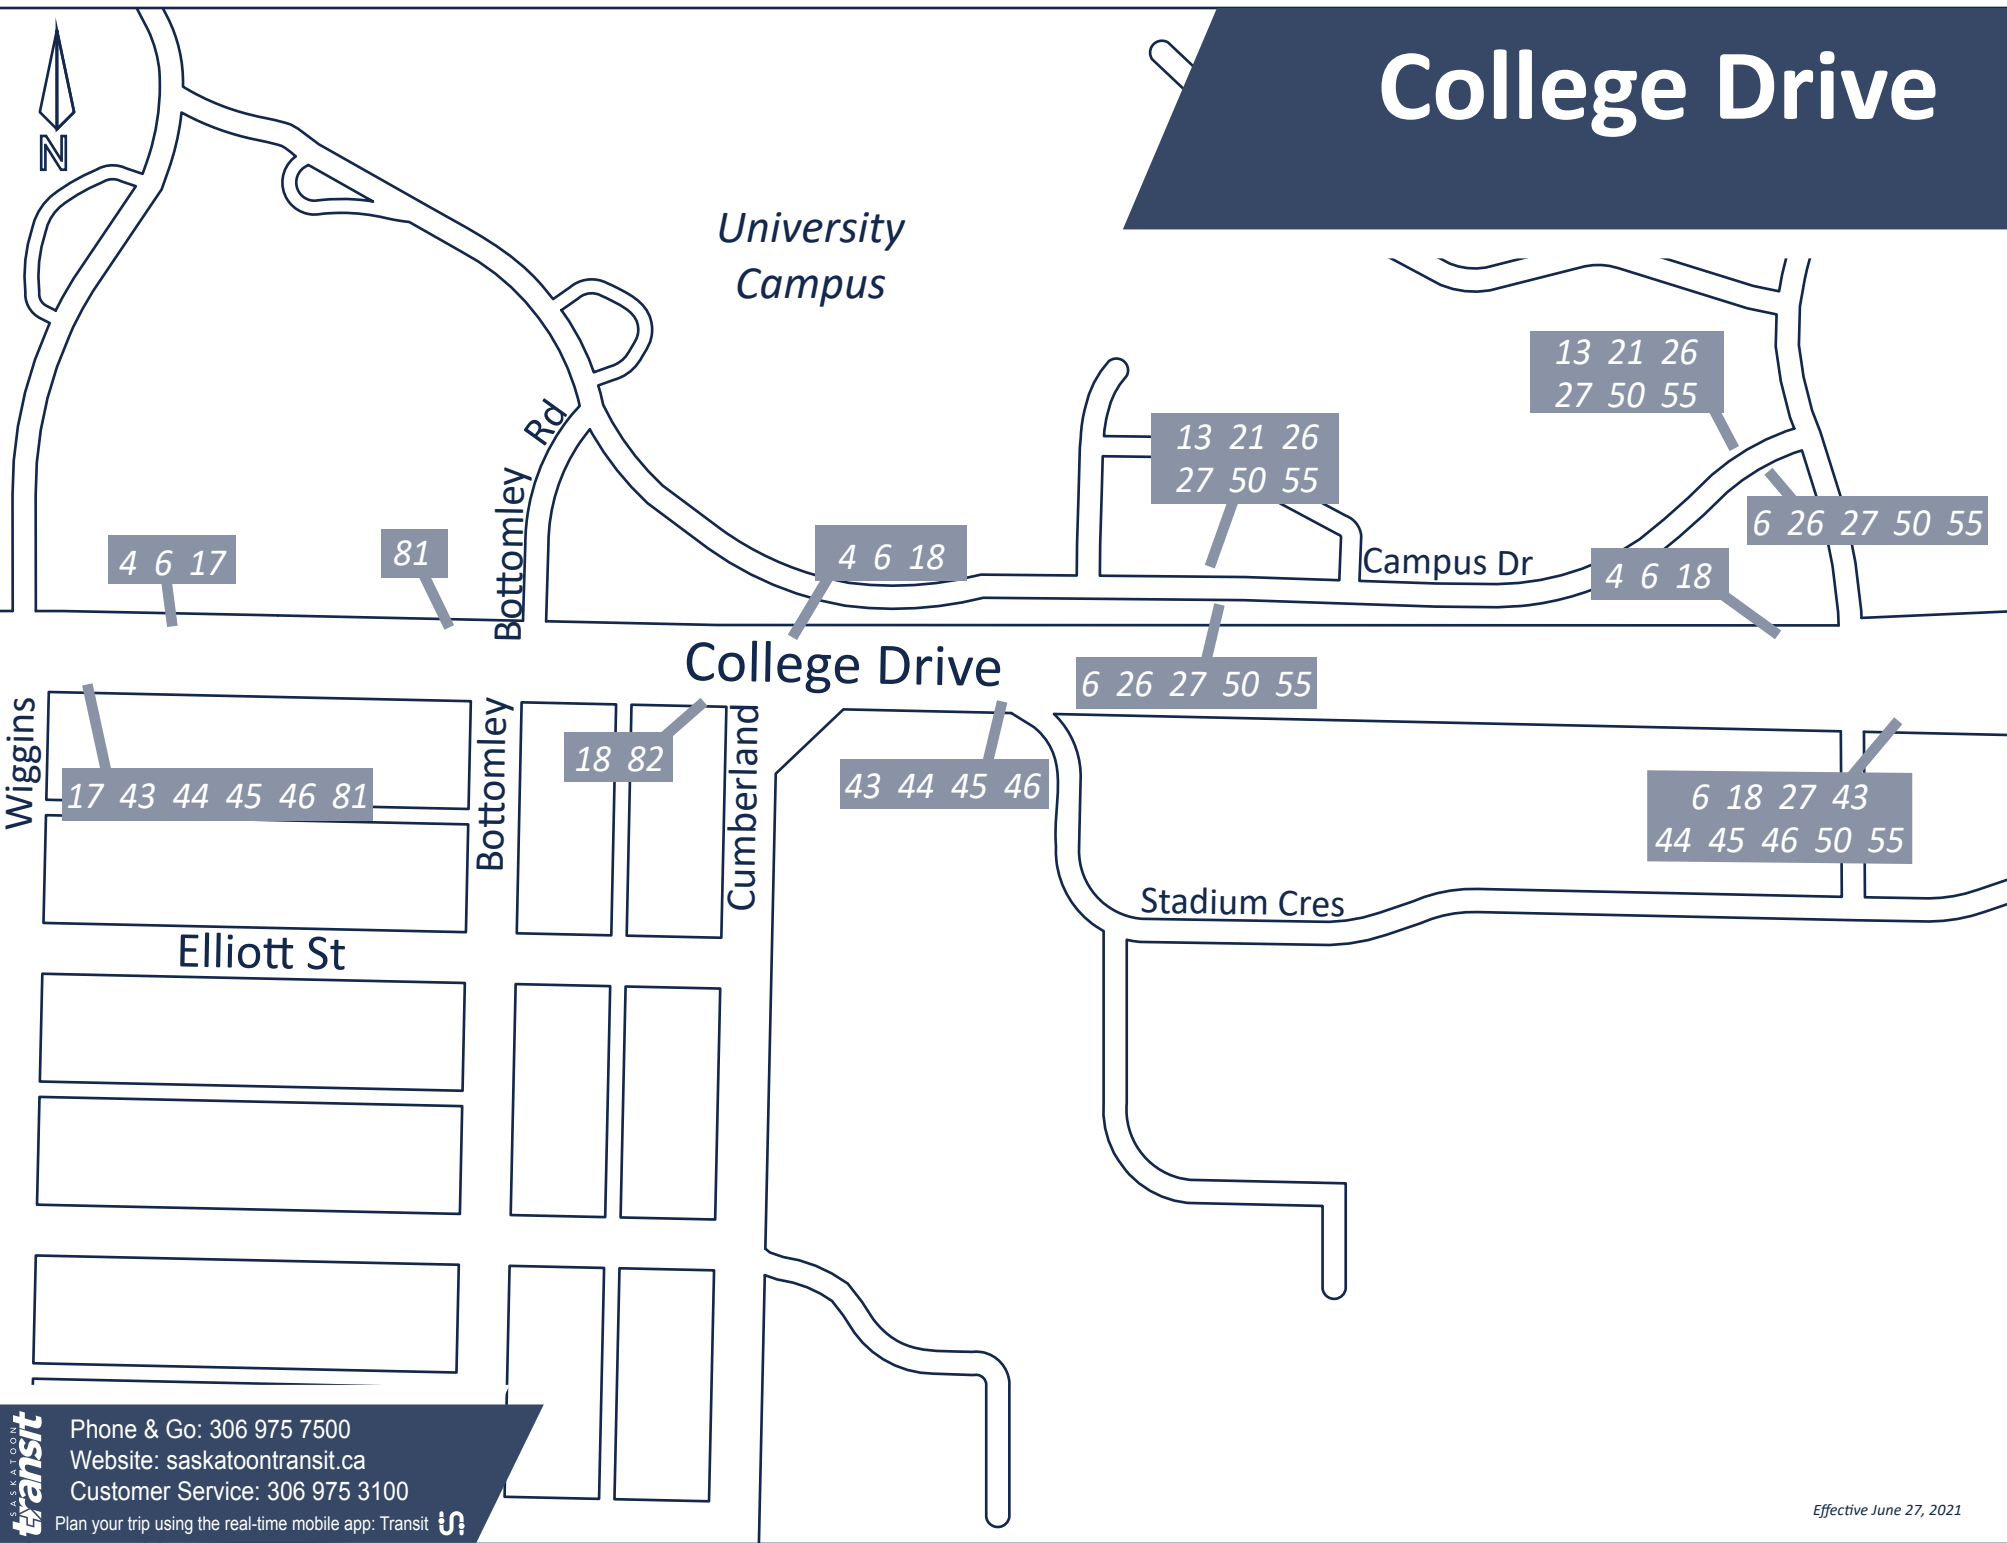 College Drive
N
University
Campus
13 21 26
27 50 55
13 21 26
27 50 55
Rd
Bottomley
6 26 27 50 55
4 6 17
81
4 6 18
Campus Dr
4 6 18
College Drive
6 26 27 50 55
Wiggins
17 43 44 45 46 81
Bottomley
18 82
Cumberland
43 44 45 46
6 18 27 43
44 45 46 50 55
Stadium Cres
Elliott St
SASKATOON
transit
Phone & Go: 306 975 7500
Website: saskatoontransit.ca
Customer Service: 306 975 3100
Plan your trip using the real-time mobile app: Transit
Effective June 27, 2021